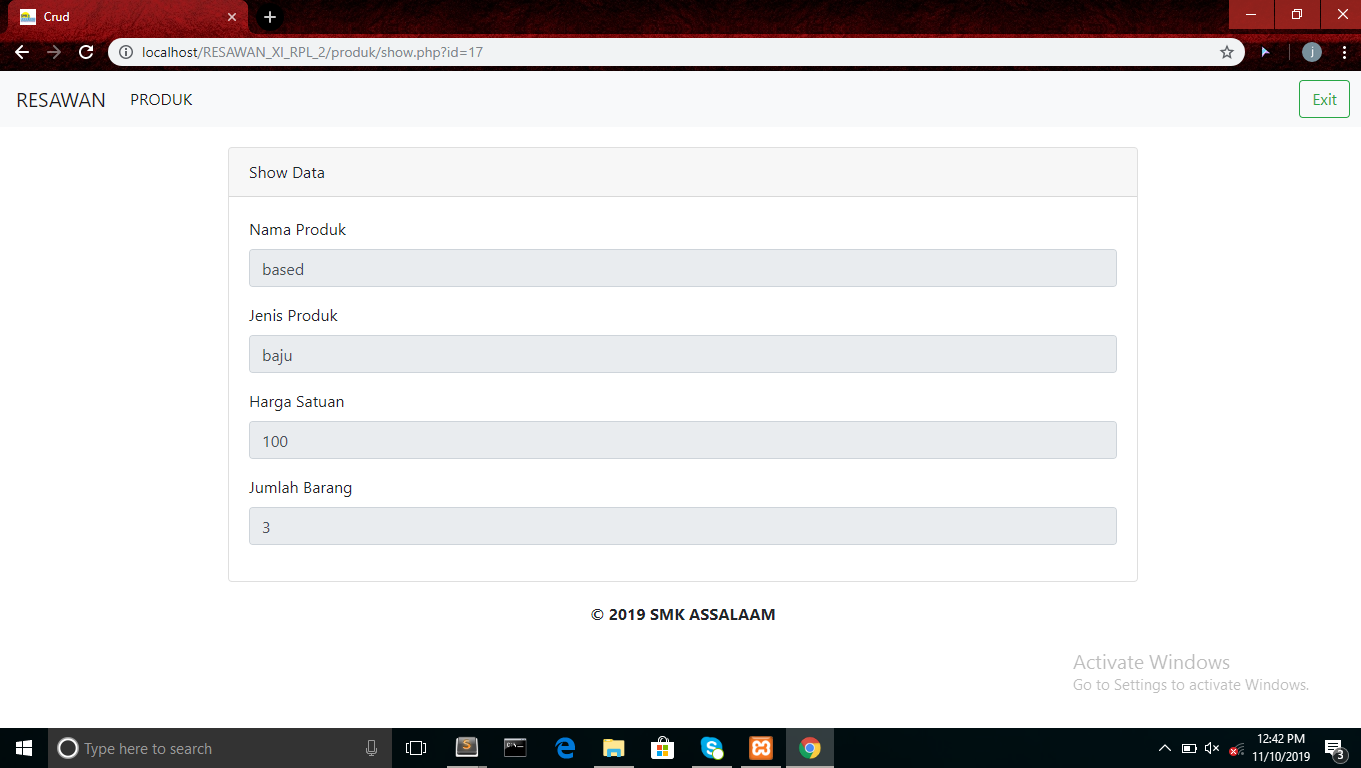 Crud
localhost/RESAWAN_XI_RPL_2/produk/show.php?id=17
j
RESAWAN PRODUK Exit
Show Data
Nama Produk
based
Jenis Produk
baju
Harga Satuan
100
Jumlah Barang
3
© 2019 SMK ASSALAAM
Activate Windows
Go to Settings to activate Windows.
Type here to search
12:42 PM
11/10/2019
3